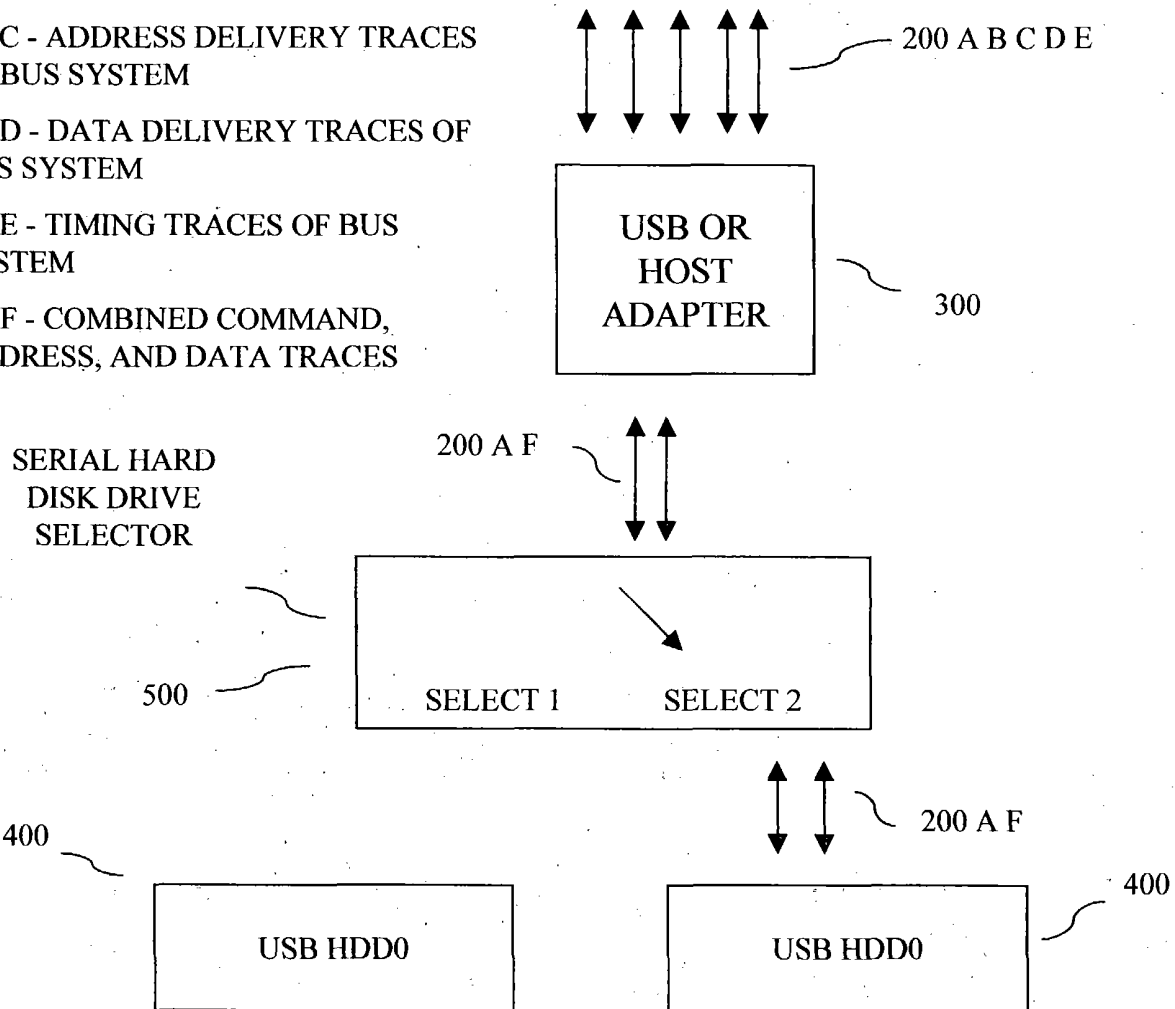 C - ADDRESS DELIVERY TRACES
BUS SYSTEM
D - DATA DELIVERY TRACES OF
S SYSTEM
E - TIMING TRACES OF BUS
STEM
F - COMBINED COMMAND,
DRESS, AND DATA TRACES
200 A B C D E
USB OR
HOST
ADAPTER
300
200 A F
SERIAL HARD
DISK DRIVE
SELECTOR
500
SELECT 1 SELECT 2
200 A F
400
400
USB HDD0 USB HDD0